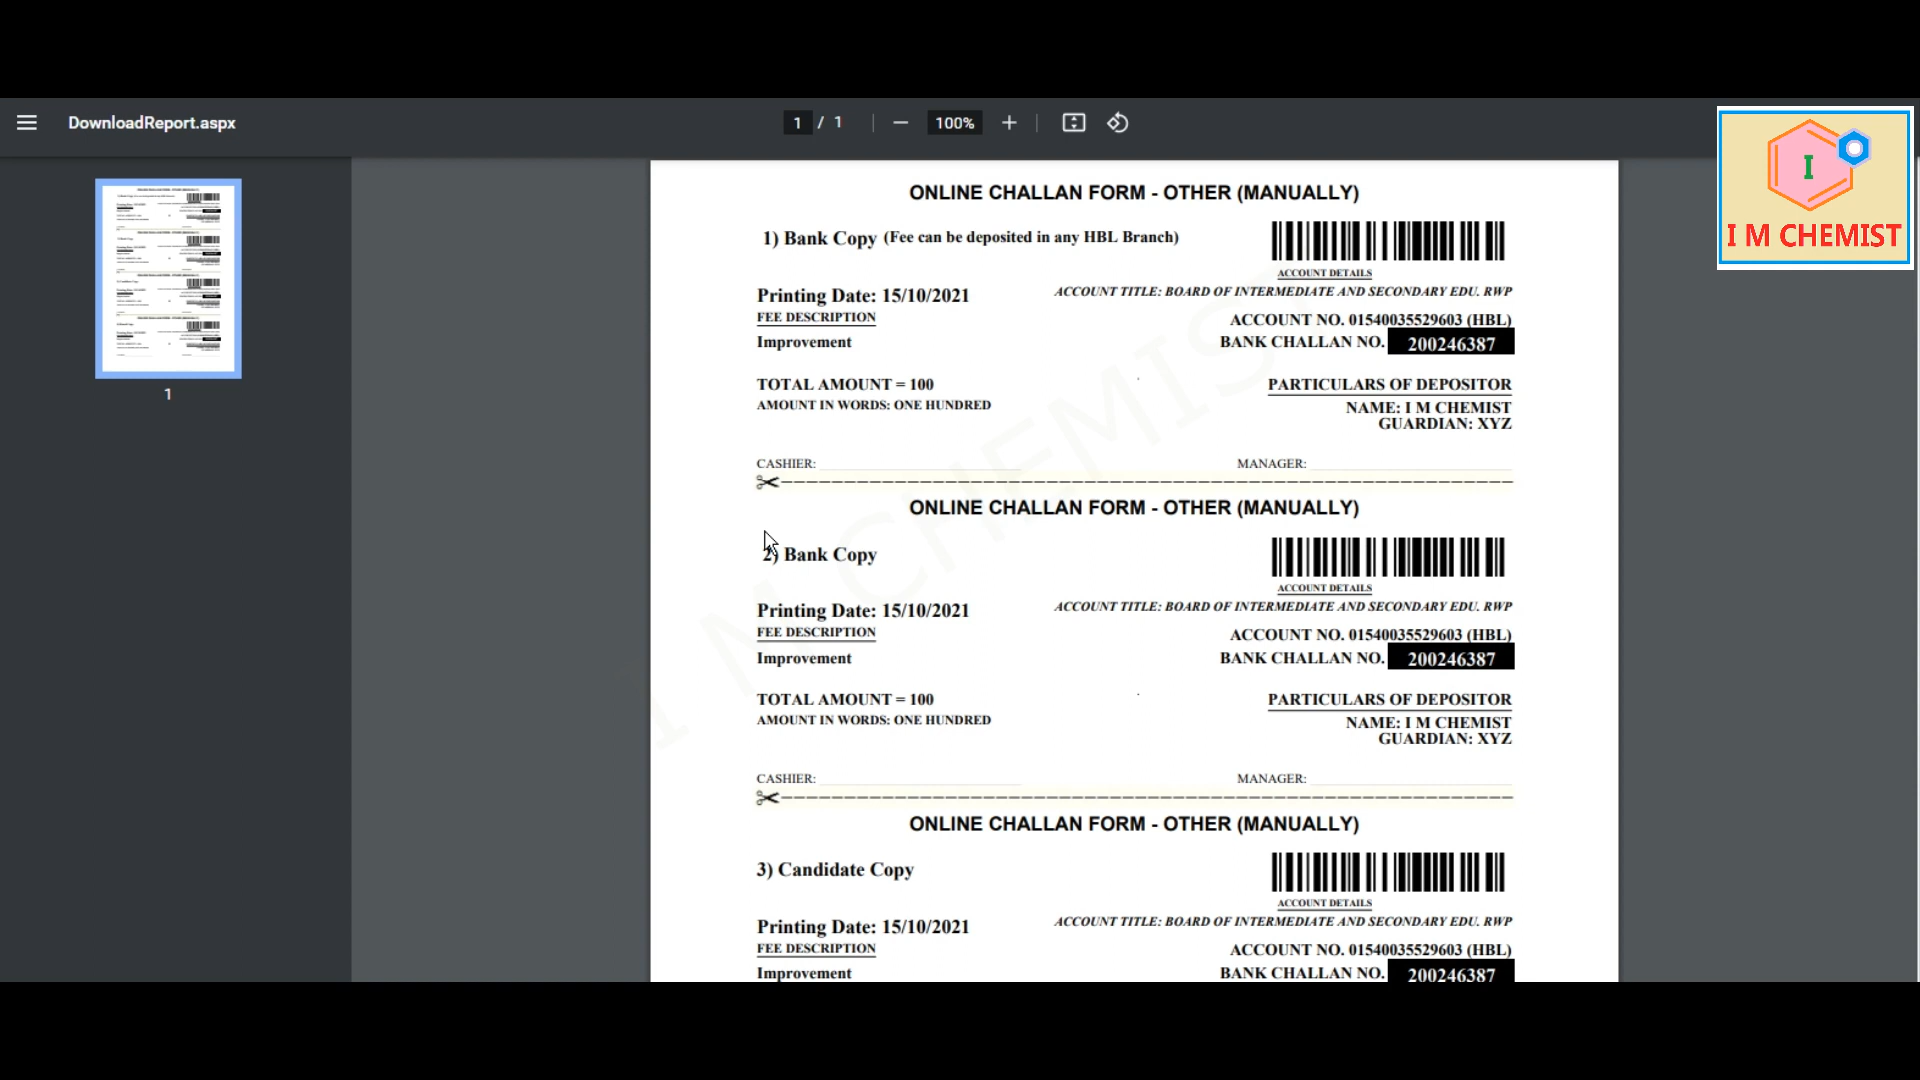 DownloadReport.aspx
1 / 1
100%
I
I M CHEMIST
1
ONLINE CHALLAN FORM - OTHER (MANUALLY)
1) Bank Copy (Fee can be deposited in any HBL Branch)
ACCOUNT DETAILS
Printing Date: 15/10/2021
ACCOUNT TITLE: BOARD OF INTERMEDIATE AND SECONDARY EDU. RWP
FEE DESCRIPTION
ACCOUNT NO. 01540035529603 (HBL)
Improvement
BANK CHALLAN NO. 200246387
TOTAL AMOUNT = 100
PARTICULARS OF DEPOSITOR
AMOUNT IN WORDS: ONE HUNDRED
NAME: I M CHEMIST
GUARDIAN: XYZ
CASHIER:
MANAGER:
ONLINE CHALLAN FORM - OTHER (MANUALLY)
2) Bank Copy
ACCOUNT DETAILS
Printing Date: 15/10/2021
ACCOUNT TITLE: BOARD OF INTERMEDIATE AND SECONDARY EDU. RWP
FEE DESCRIPTION
ACCOUNT NO. 01540035529603 (HBL)
Improvement
BANK CHALLAN NO. 200246387
TOTAL AMOUNT = 100
PARTICULARS OF DEPOSITOR
AMOUNT IN WORDS: ONE HUNDRED
NAME: I M CHEMIST
GUARDIAN: XYZ
CASHIER:
MANAGER:
ONLINE CHALLAN FORM - OTHER (MANUALLY)
3) Candidate Copy
ACCOUNT DETAILS
Printing Date: 15/10/2021
ACCOUNT TITLE: BOARD OF INTERMEDIATE AND SECONDARY EDU. RWP
FEE DESCRIPTION
ACCOUNT NO. 01540035529603 (HBL)
Improvement
BANK CHALLAN NO. 200246387
I M CHEMIST